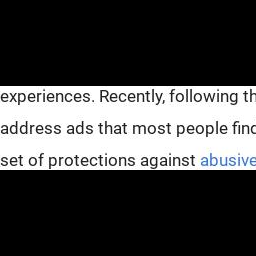 experiences. Recently, following th
address ads that most people find
set of protections against abusive